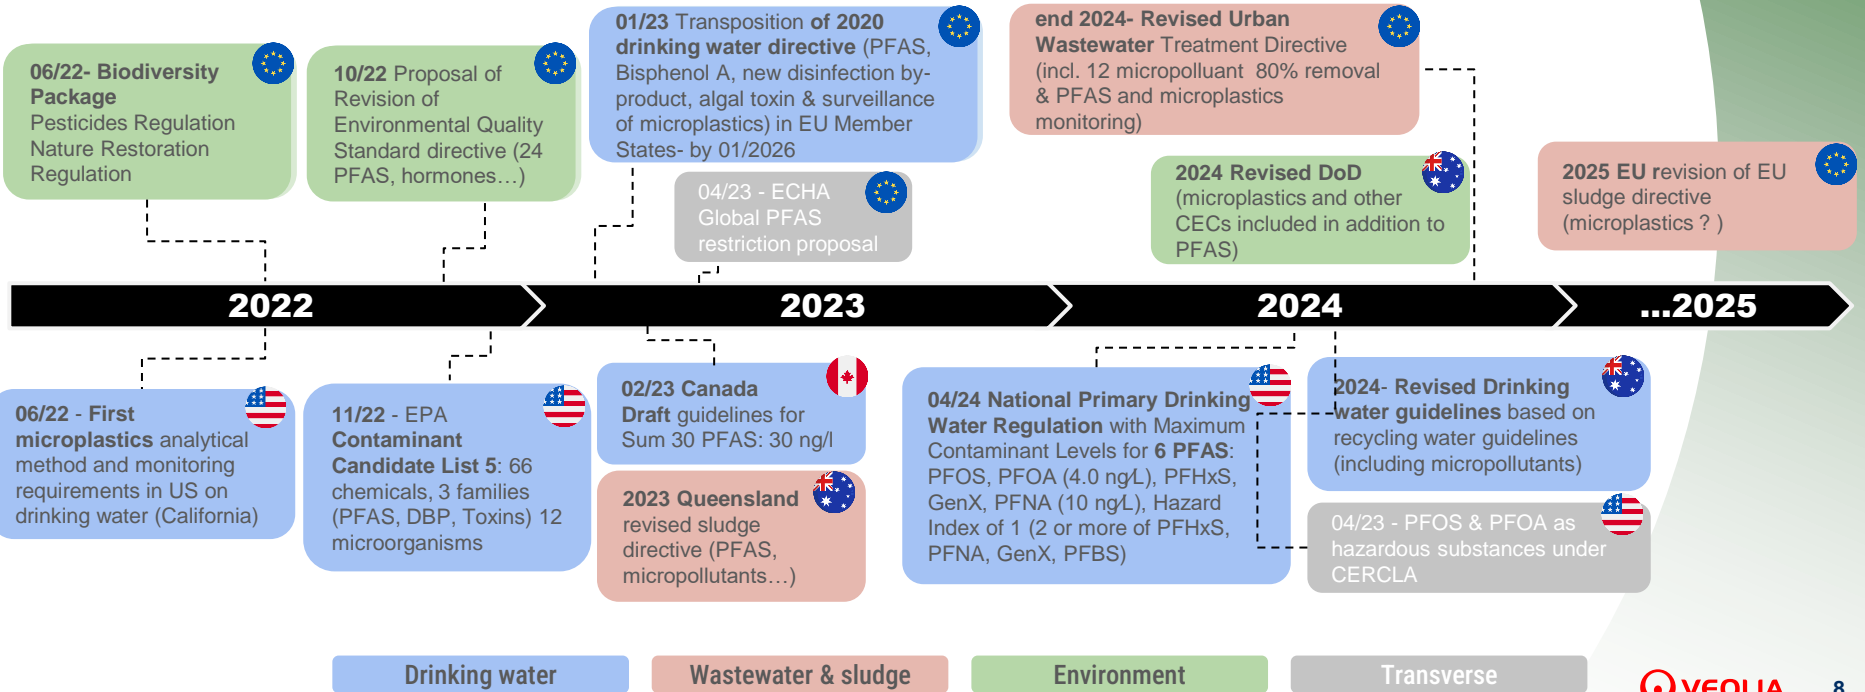 06/22- Biodiversity
Package
Pesticides Regulation
Nature Restoration
Regulation
10/22 Proposal of
Revision of
Environmental Quality
Standard directive (24
PFAS, hormones…)
01/23 Transposition of 2020
drinking water directive (PFAS,
Bisphenol A, new disinfection by-
product, algal toxin & surveillance
of microplastics) in EU Member
States- by 01/2026
04/23 - ECHA
Global PFAS
restriction proposal
end 2024- Revised Urban
Wastewater Treatment Directive
(incl. 12 micropolluant 80% removal
& PFAS and microplastics
monitoring)
2024 Revised DoD
(microplastics and other
CECs included in addition to
PFAS)
2025 EU revision of EU
sludge directive
(microplastics ? )
2022
2023
2024
...2025
06/22 - First
microplastics analytical
method and monitoring
requirements in US on
drinking water (California)
11/22 - EPA
Contaminant
Candidate List 5: 66
chemicals, 3 families
(PFAS, DBP, Toxins) 12
microorganisms
02/23 Canada
Draft guidelines for
Sum 30 PFAS: 30 ng/l
2023 Queensland
revised sludge
directive (PFAS,
micropollutants…)
04/24 National Primary Drinking
Water Regulation with Maximum
Contaminant Levels for 6 PFAS:
PFOS, PFOA (4.0 ng/L), PFHxS,
GenX, PFNA (10 ng/L), Hazard
Index of 1 (2 or more of PFHxS,
PFNA, GenX, PFBS)
2024- Revised Drinking
water guidelines based on
recycling water guidelines
(including micropollutants)
04/23 - PFOS & PFOA as
hazardous substances under
CERCLA
Drinking water
Wastewater & sludge
Environment
Transverse
VEOLIA
8